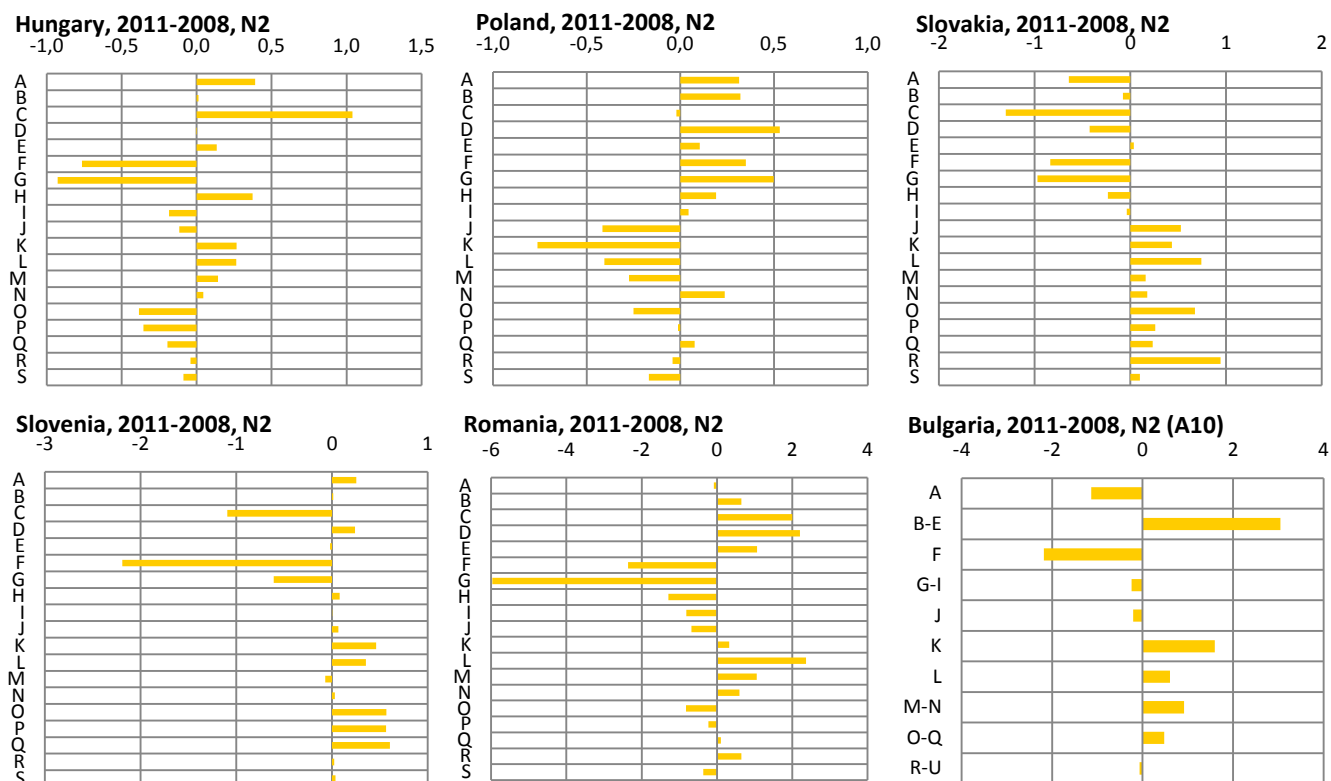 Hungary, 2011-2008, N2
-1,0 -0,5 0,0 0,5 1,0 1,5
A
B
C
D
E
F
G
H
I
J
K
L
M
N
O
P
Q
R
S
Poland, 2011-2008, N2
-1,0 -0,5 0,0 0,5 1,0
A
B
C
D
E
F
G
H
I
J
K
L
M
N
O
P
Q
R
S
Slovakia, 2011-2008, N2
-2 -1 0 1 2
A
B
C
D
E
F
G
H
I
J
K
L
M
N
O
P
Q
R
S
Slovenia, 2011-2008, N2
-3 -2 -1 0 1
A
B
C
D
E
F
G
H
I
J
K
L
M
N
O
P
Q
R
S
Romania, 2011-2008, N2
-6 -4 -2 0 2 4
A
B
C
D
E
F
G
H
I
J
K
L
M
N
O
P
Q
R
S
Bulgaria, 2011-2008, N2 (A10)
-4 -2 0 2 4
A
B-E
F
G-I
J
K
L
M-N
O-Q
R-U